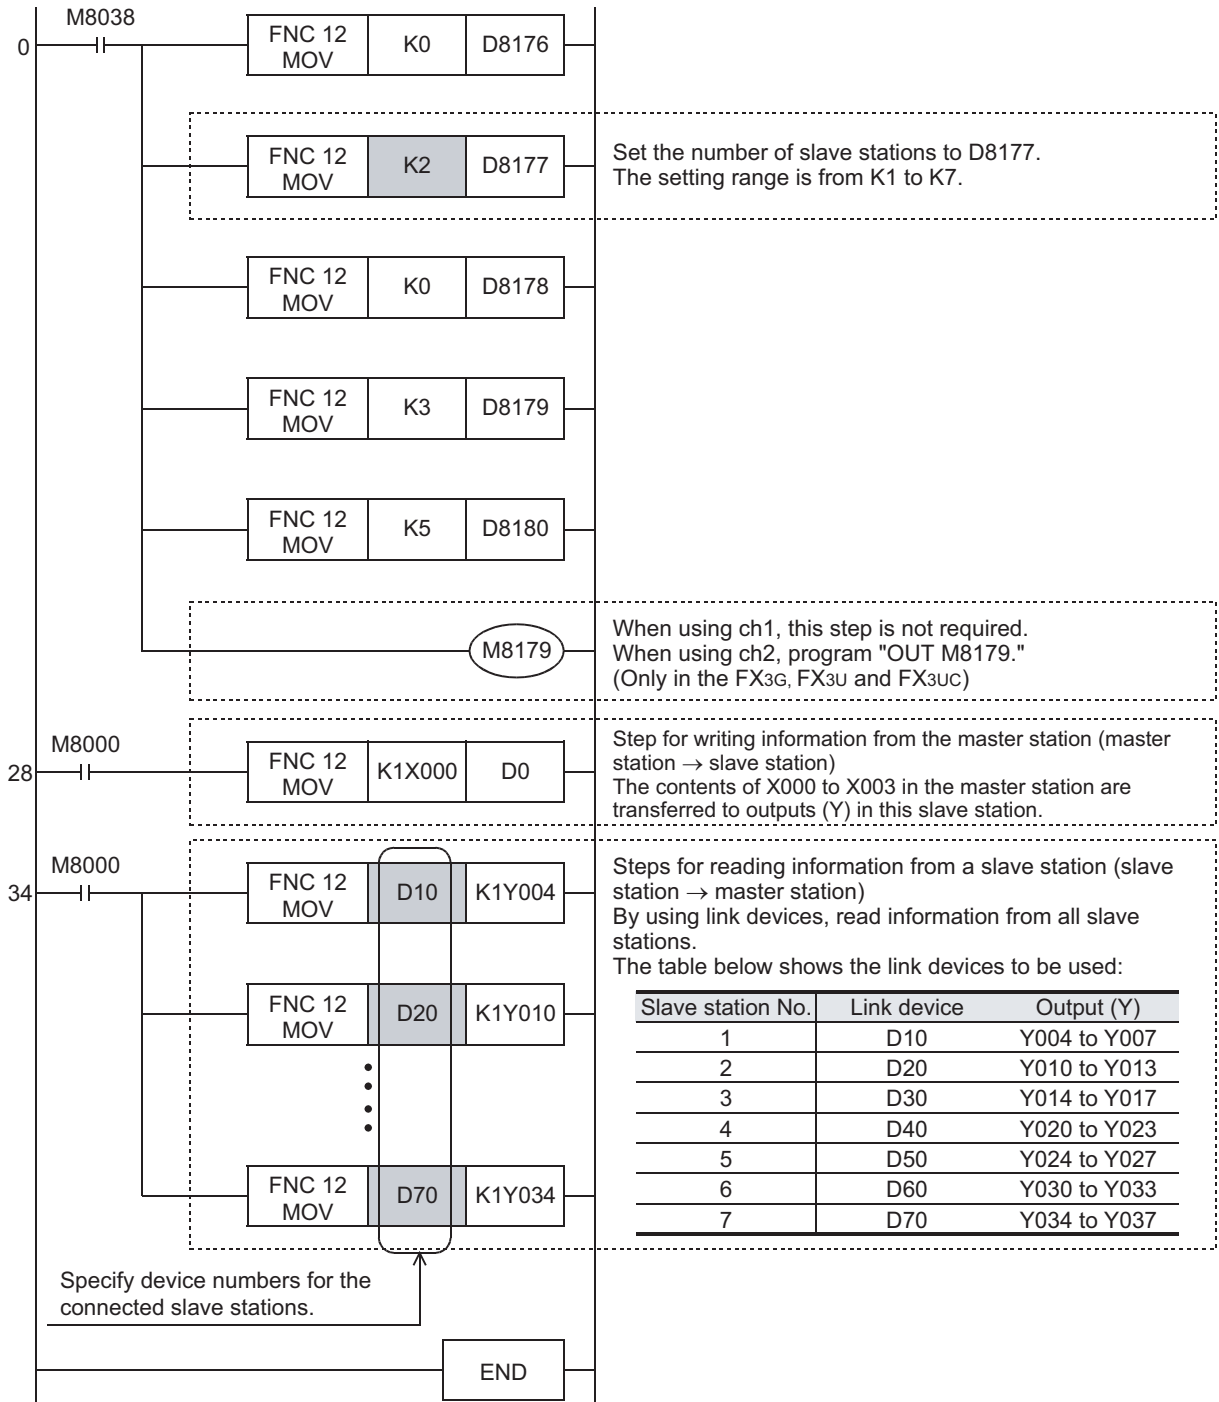 M8038
0
FNC 12
MOV
K0
D8176
FNC 12
MOV
K2
D8177
Set the number of slave stations to D8177.
The setting range is from K1 to K7.
FNC 12
MOV
K0
D8178
FNC 12
MOV
K3
D8179
FNC 12
MOV
K5
D8180
M8179
When using ch1, this step is not required.
When using ch2, program "OUT M8179."
(Only in the FX3G, FX3U and FX3UC)
M8000
28
FNC 12
MOV
K1X000
D0
Step for writing information from the master station (master
station → slave station)
The contents of X000 to X003 in the master station are
transferred to outputs (Y) in this slave station.
M8000
34
FNC 12
MOV
D10
K1Y004
FNC 12
MOV
D20
K1Y010
FNC 12
MOV
D70
K1Y034
Steps for reading information from a slave station (slave
station → master station)
By using link devices, read information from all slave
stations.
The table below shows the link devices to be used:
Slave station No. Link device Output (Y)
1 D10 Y004 to Y007
2 D20 Y010 to Y013
3 D30 Y014 to Y017
4 D40 Y020 to Y023
5 D50 Y024 to Y027
6 D60 Y030 to Y033
7 D70 Y034 to Y037
Specify device numbers for the
connected slave stations.
END